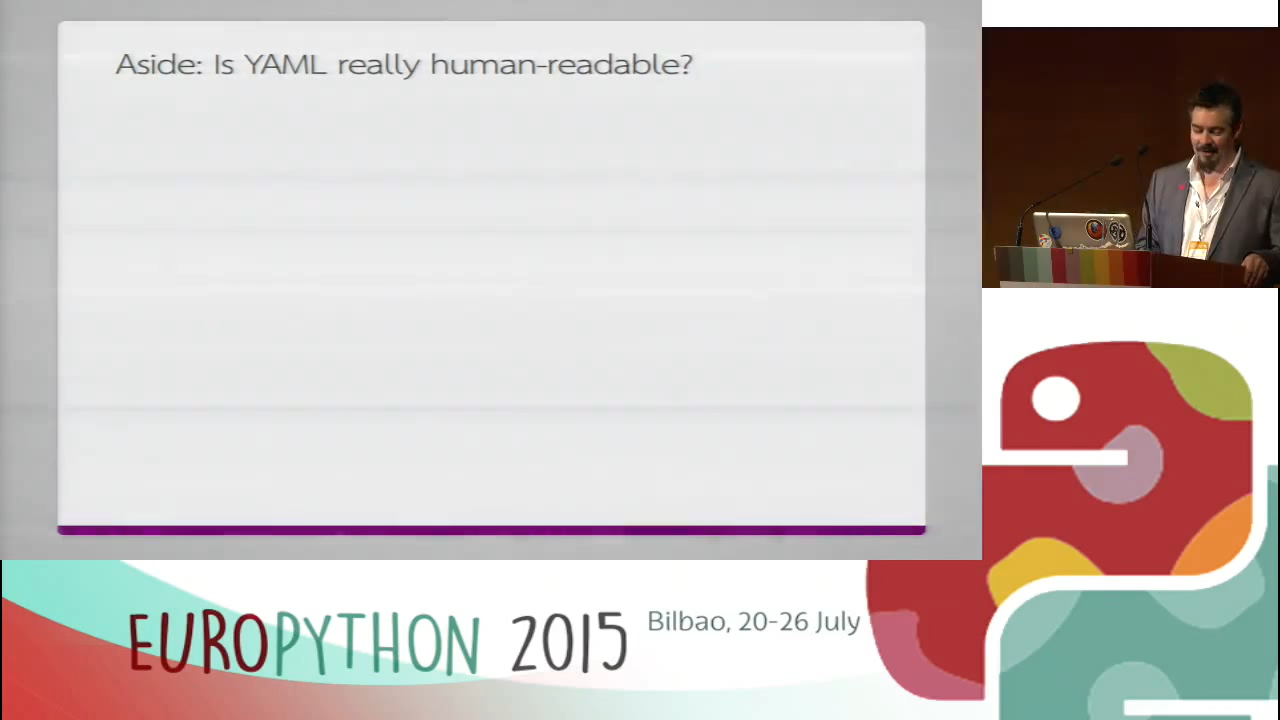 Aside: Is YAML really human-readable?
EUROPYTHON 2015
Bilbao, 20-26 July